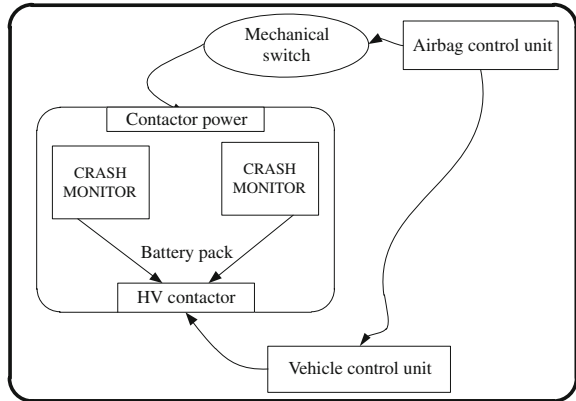 Mechanical
switch
Airbag control unit
Contactor power
CRASH
MONITOR
CRASH
MONITOR
Battery pack
HV contactor
Vehicle control unit